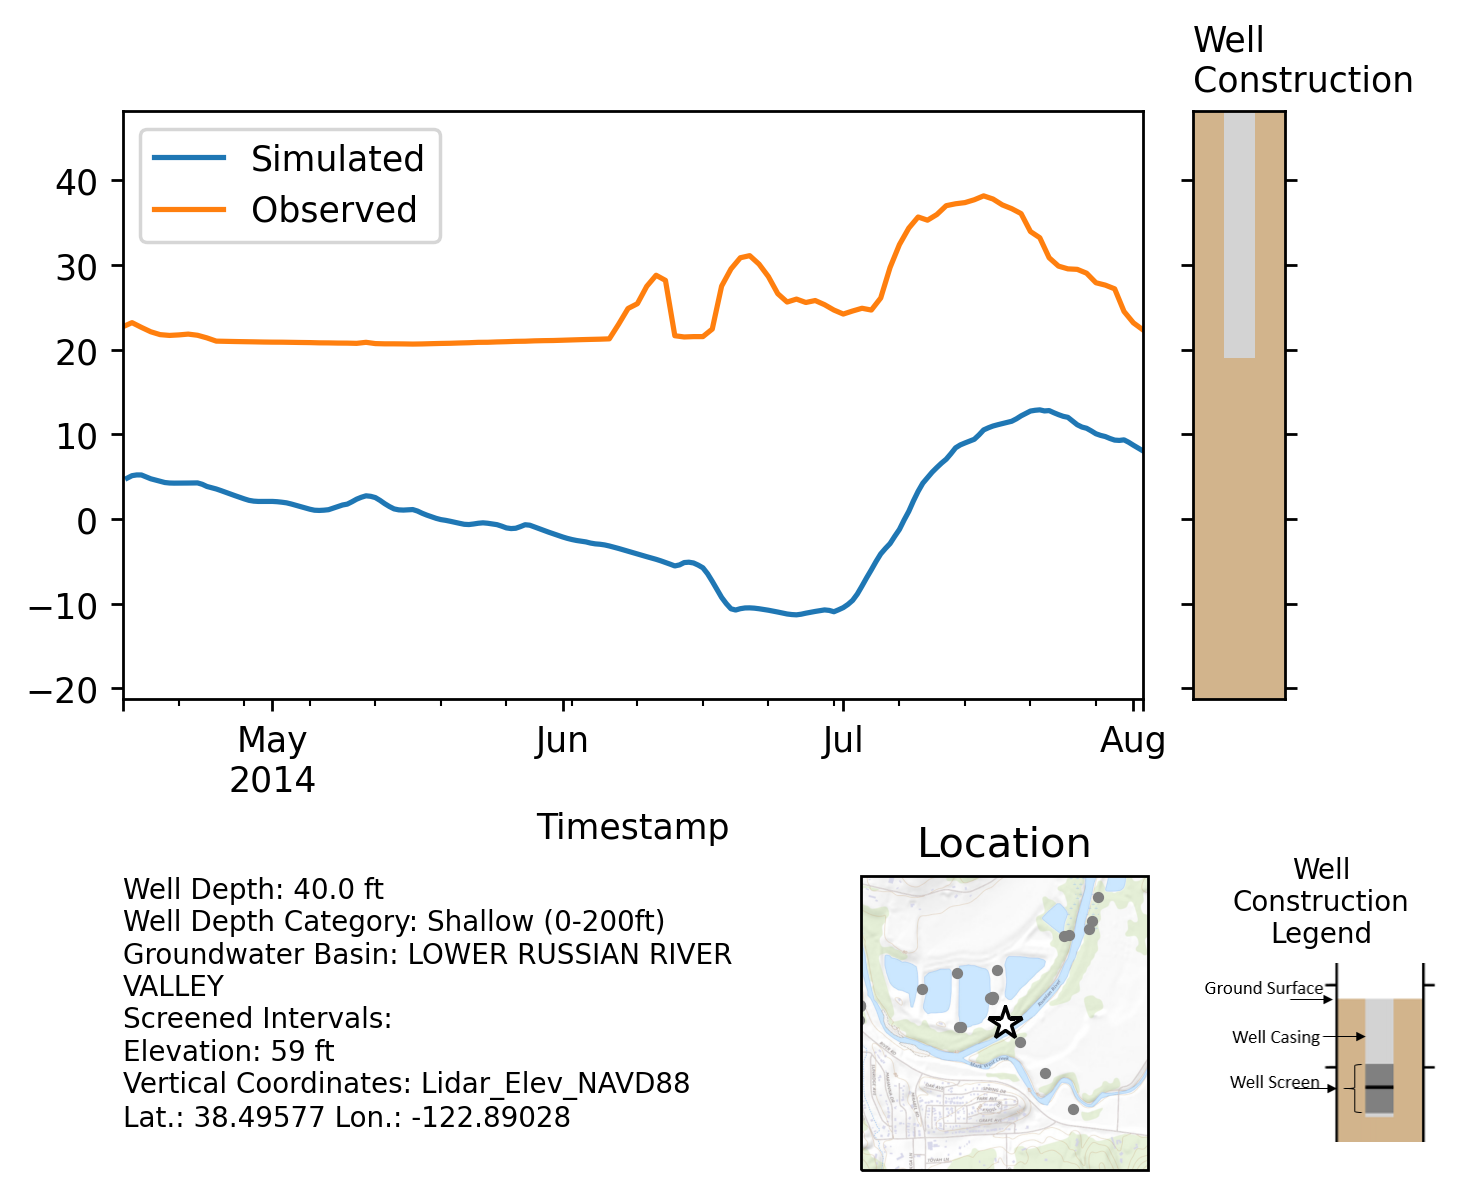 Well
Construction
Simulated
Observed
40
30
20
10
0
−10
−20
May
2014
Jun
Jul
Aug
Timestamp
Well Depth: 40.0 ft
Well Depth Category: Shallow (0-200ft)
Groundwater Basin: LOWER RUSSIAN RIVER
VALLEY
Screened Intervals:
Elevation: 59 ft
Vertical Coordinates: Lidar_Elev_NAVD88
Lat.: 38.49577 Lon.: -122.89028
Location
Well
Construction
Legend
Ground Surface
Well Casing
Well Screen